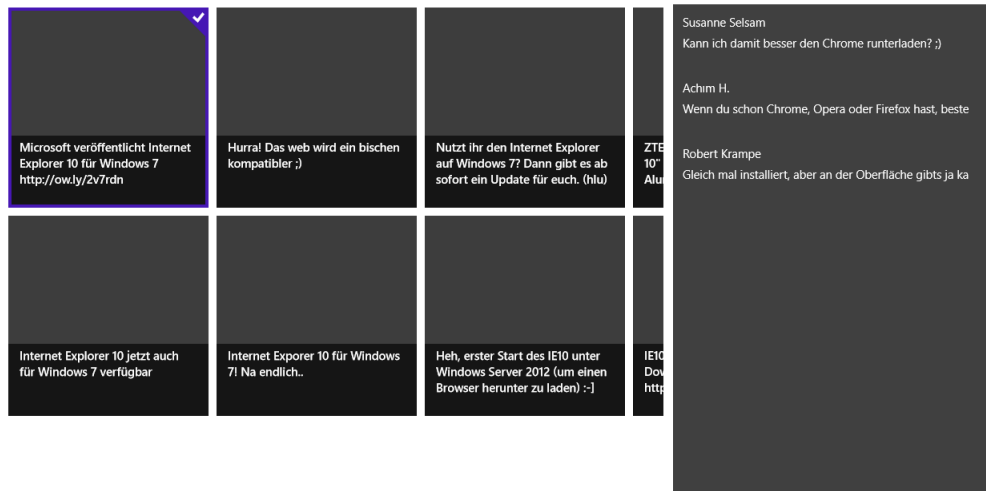 Microsoft veröffentlicht Internet
Explorer 10 für Windows 7
http://ow.ly/2v7rdn
Hurra! Das web wird ein bischen
kompatibler ;)
Nutzt ihr den Internet Explorer
auf Windows 7? Dann gibt es ab
sofort ein Update für euch. (hlu)
ZTE
10"
Alu
Internet Explorer 10 jetzt auch
für Windows 7 verfügbar
Internet Exporer 10 für Windows
7! Na endlich..
Heh, erster Start des IE10 unter
Windows Server 2012 (um einen
Browser herunter zu laden) :-]
IE10
Dow
http
Susanne Selsam
Kann ich damit besser den Chrome runterladen? ;)
Achim H.
Wenn du schon Chrome, Opera oder Firefox hast, beste
Robert Krampe
Gleich mal installiert, aber an der Oberfläche gibts ja ka